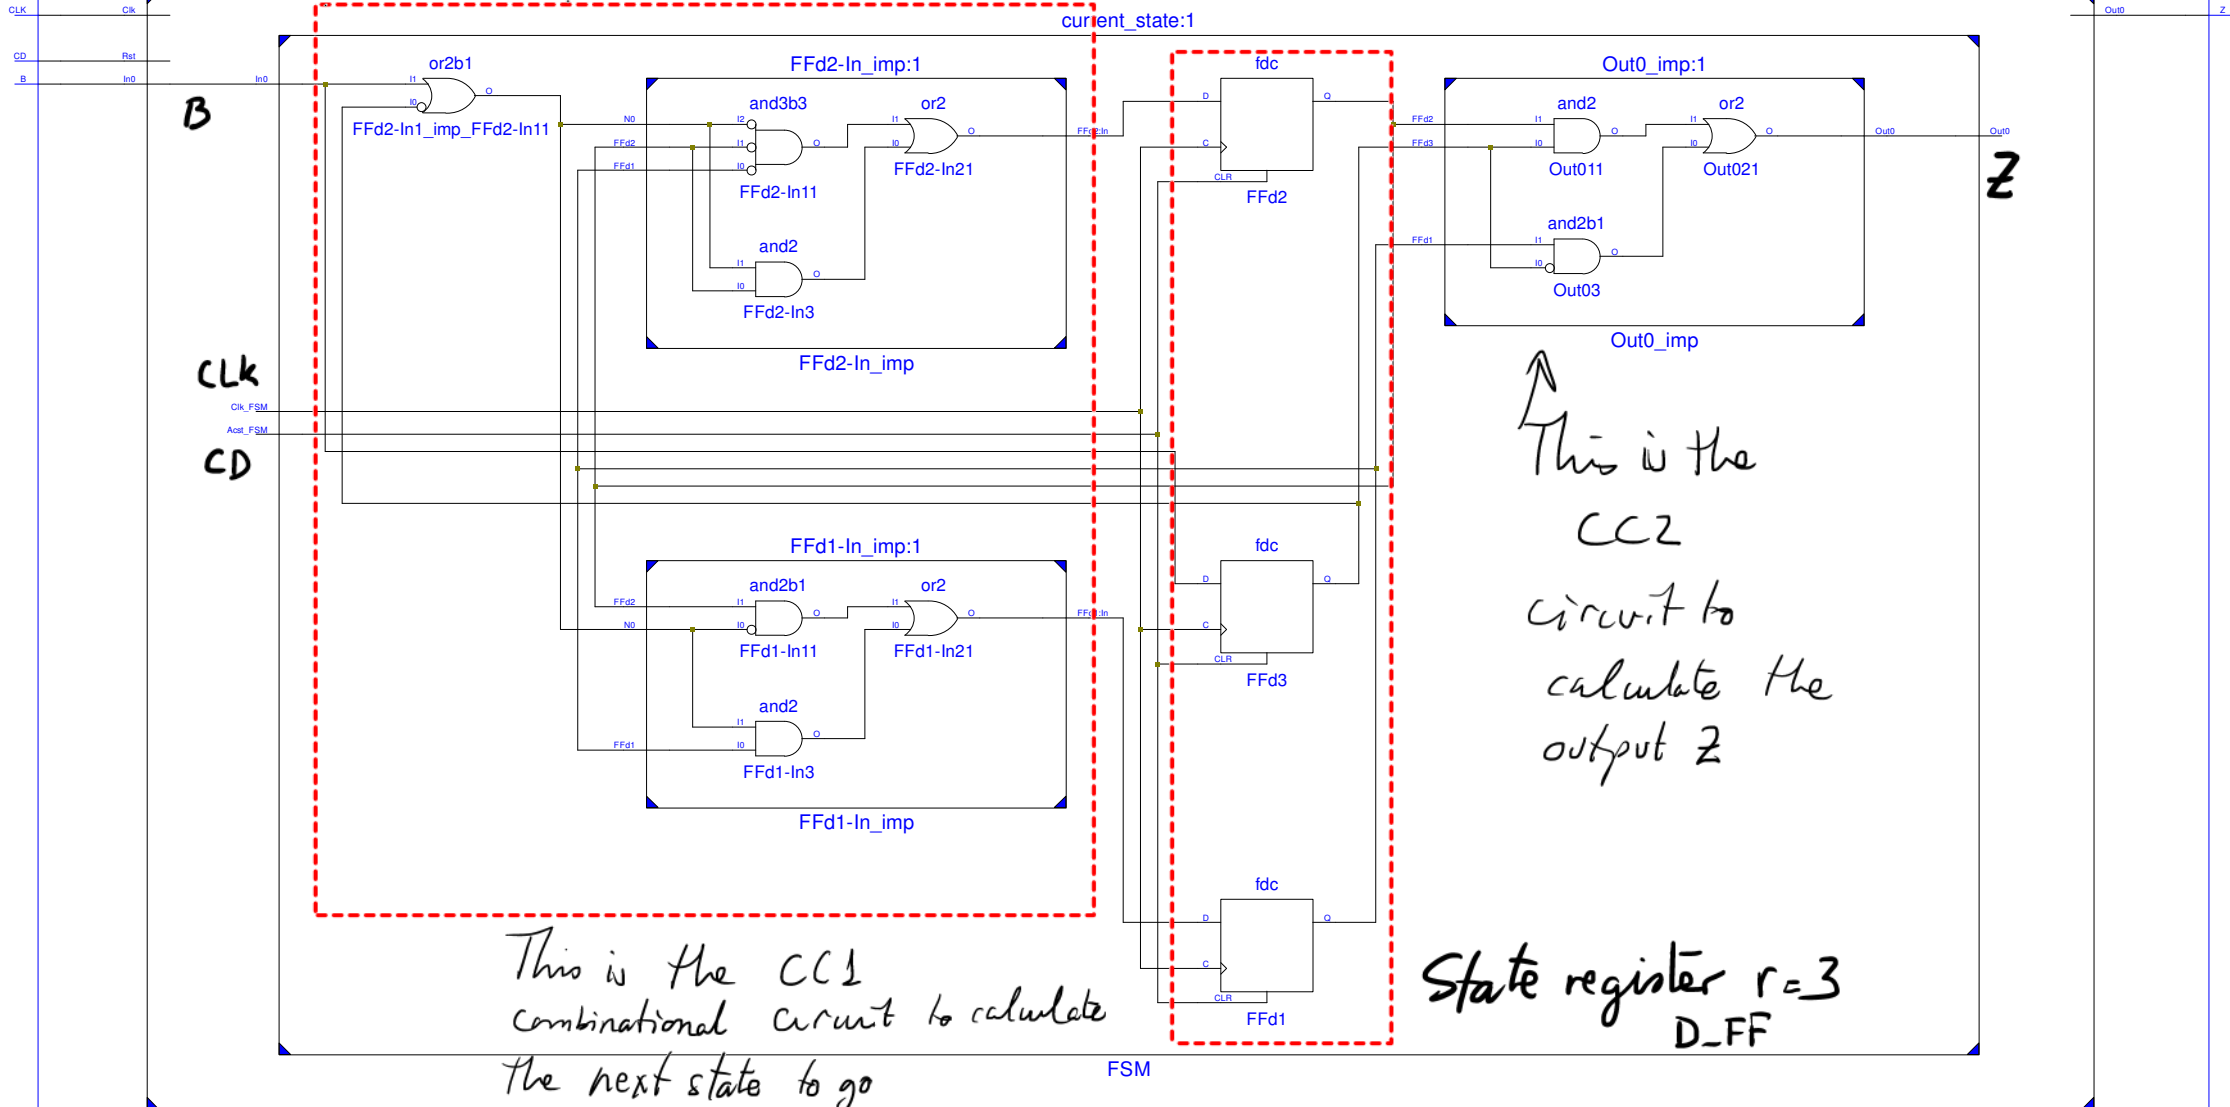 CLK
Clk
CD
Rst
B
In0
In0
B
current_state:1
or2b1
I1
I0
O
FFd2-In1_imp_FFd2-In11
FFd2-In_imp:1
and3b3
or2
N0
I2
FFd2
I1
FFd1
I0
O
I1
I0
O
FFd2:In
FFd2-In11
FFd2-In21
and2
I1
I0
O
FFd2-In3
FFd2-In_imp
fdc
D
Q
C
CLR
FFd2
Out0_imp:1
and2
or2
FFd2
I1
FFd3
I0
O
I1
I0
O
Out0
Out0
Out011
Out021
and2b1
FFd1
I1
I0
O
Out03
Out0_imp
Out0
Z
Z
CLK
Clk_FSM
Acst_FSM
CD
This is the
CC2
circuit to
calculate the
output Z
FFd1-In_imp:1
and2b1
or2
FFd2
I1
N0
I0
O
I1
I0
O
FFd1:In
FFd1-In11
FFd1-In21
and2
I1
FFd1
I0
O
FFd1-In3
FFd1-In_imp
fdc
D
Q
C
CLR
FFd3
fdc
D
Q
C
CLR
FFd1
This is the CC1
combinational circuit to calculate
the next state to go
State register r=3
D_FF
FSM